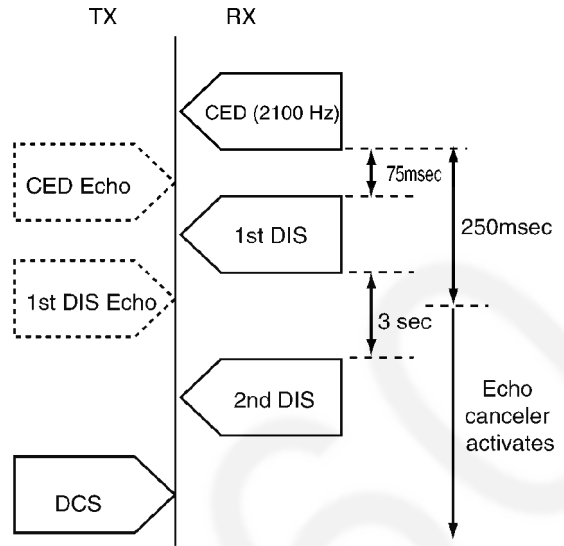 TX RX
CED (2100 Hz)
CED Echo
75msec
1st DIS
250msec
1st DIS Echo
3 sec
2nd DIS
Echo
canceler
activates
DCS